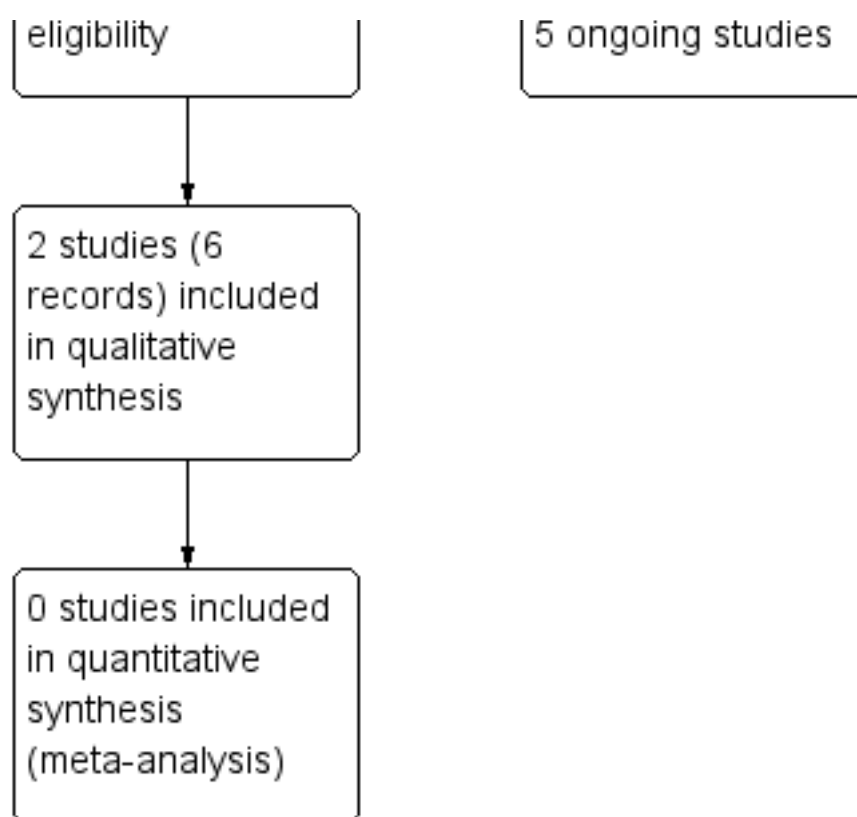 eligibility
5 ongoing studies
2 studies (6
records) included
in qualitative
synthesis
0 studies included
in quantitative
synthesis
(meta-analysis)